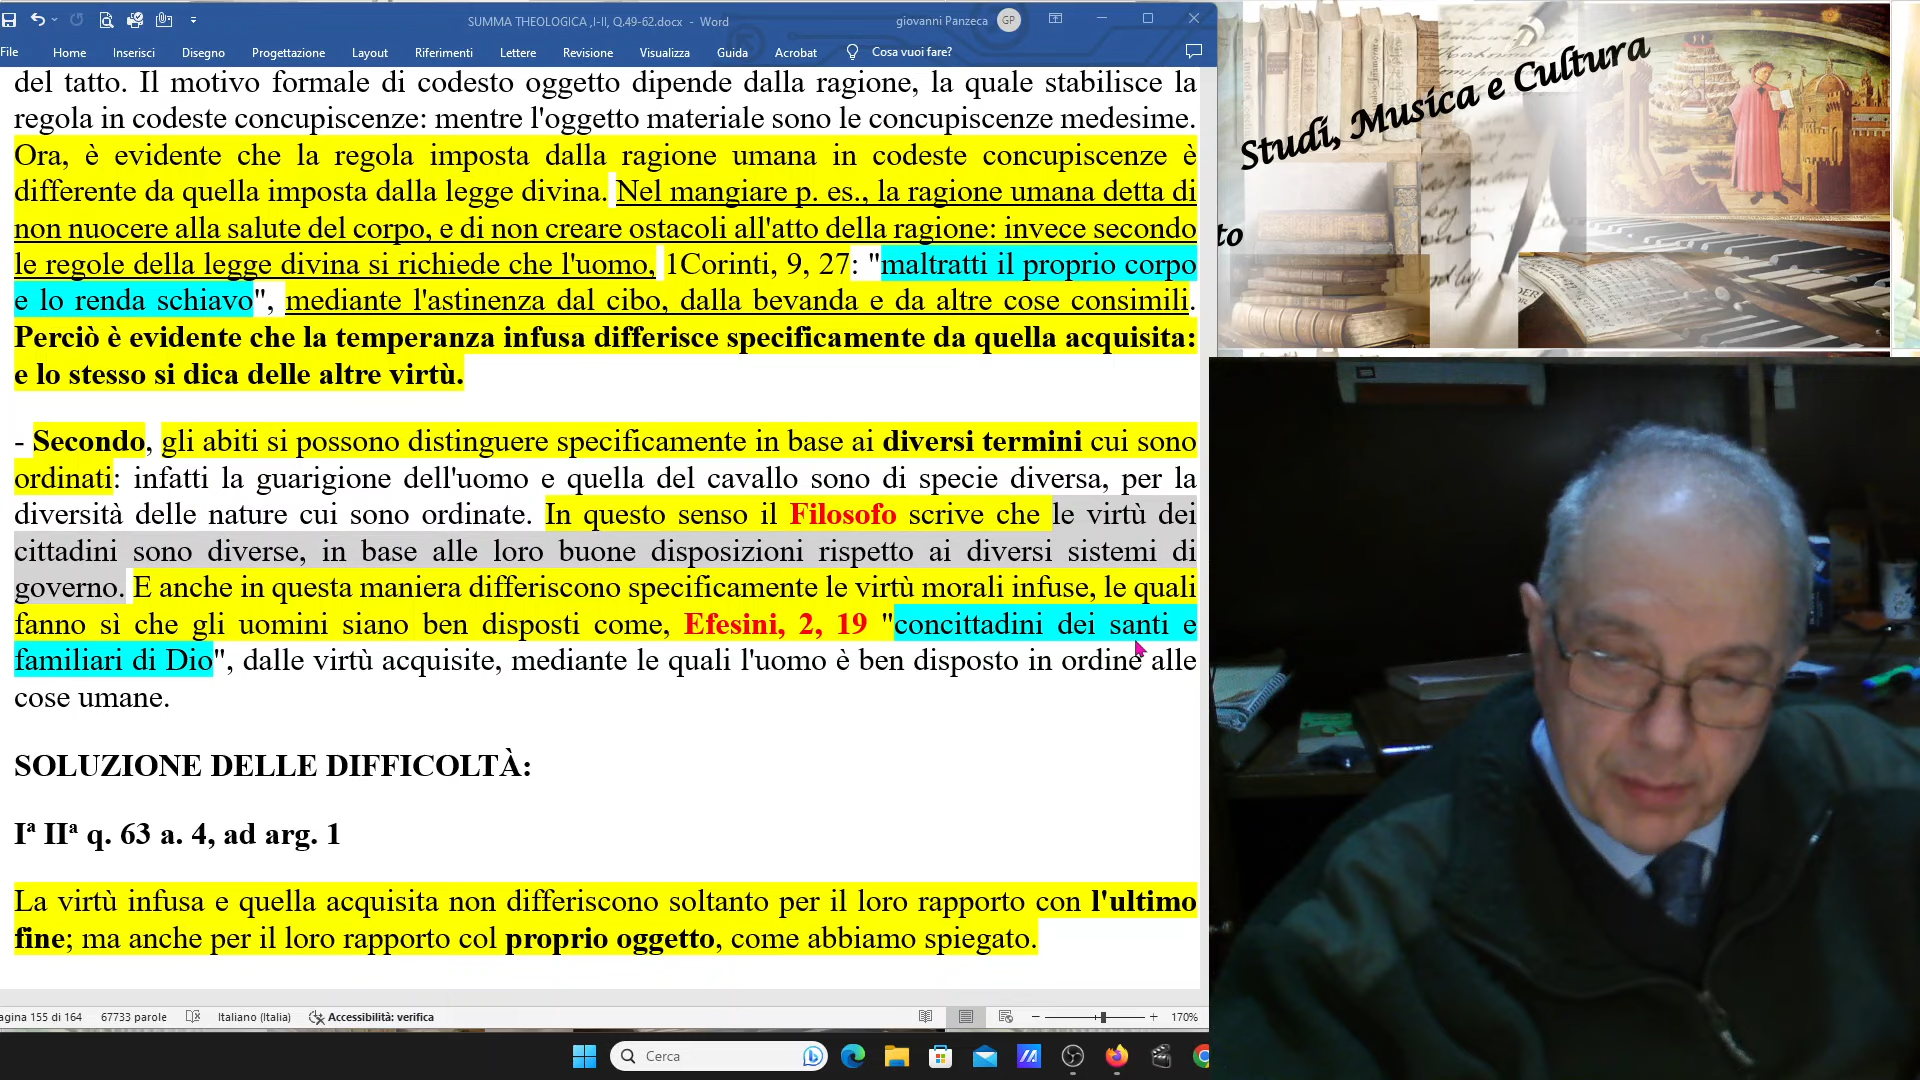 SUMMA THEOLOGICA ,I-II, Q.49-62.docx - Word
giovanni Panzeca GP
File Home Inserisci Disegno Progettazione Layout Riferimenti Lettere Revisione Visualizza Guida Acrobat Cosa vuoi fare?
del tatto. Il motivo formale di codesto oggetto dipende dalla ragione, la quale stabilisce la
regola in codeste concupiscenze: mentre l'oggetto materiale sono le concupiscenze medesime.
Ora, è evidente che la regola imposta dalla ragione umana in codeste concupiscenze è
differente da quella imposta dalla legge divina. Nel mangiare p. es., la ragione umana detta di
non nuocere alla salute del corpo, e di non creare ostacoli all'atto della ragione: invece secondo
le regole della legge divina si richiede che l'uomo, 1Corinti, 9, 27: "maltratti il proprio corpo
e lo renda schiavo", mediante l'astinenza dal cibo, dalla bevanda e da altre cose consimili.
Perciò è evidente che la temperanza infusa differisce specificamente da quella acquisita:
e lo stesso si dica delle altre virtù.
- Secondo, gli abiti si possono distinguere specificamente in base ai diversi termini cui sono
ordinati: infatti la guarigione dell'uomo e quella del cavallo sono di specie diversa, per la
diversità delle nature cui sono ordinate. In questo senso il Filosofo scrive che le virtù dei
cittadini sono diverse, in base alle loro buone disposizioni rispetto ai diversi sistemi di
governo. E anche in questa maniera differiscono specificamente le virtù morali infuse, le quali
fanno sì che gli uomini siano ben disposti come, Efesini, 2, 19 "concittadini dei santi e
familiari di Dio", dalle virtù acquisite, mediante le quali l'uomo è ben disposto in ordine alle
cose umane.
SOLUZIONE DELLE DIFFICOLTÀ:
Iª IIª q. 63 a. 4, ad arg. 1
La virtù infusa e quella acquisita non differiscono soltanto per il loro rapporto con l'ultimo
fine; ma anche per il loro rapporto col proprio oggetto, come abbiamo spiegato.
agina 155 di 164 67733 parole Italiano (Italia) Accessibilità: verifica 170%
Cerca
Studi, Musica e Cultura
to